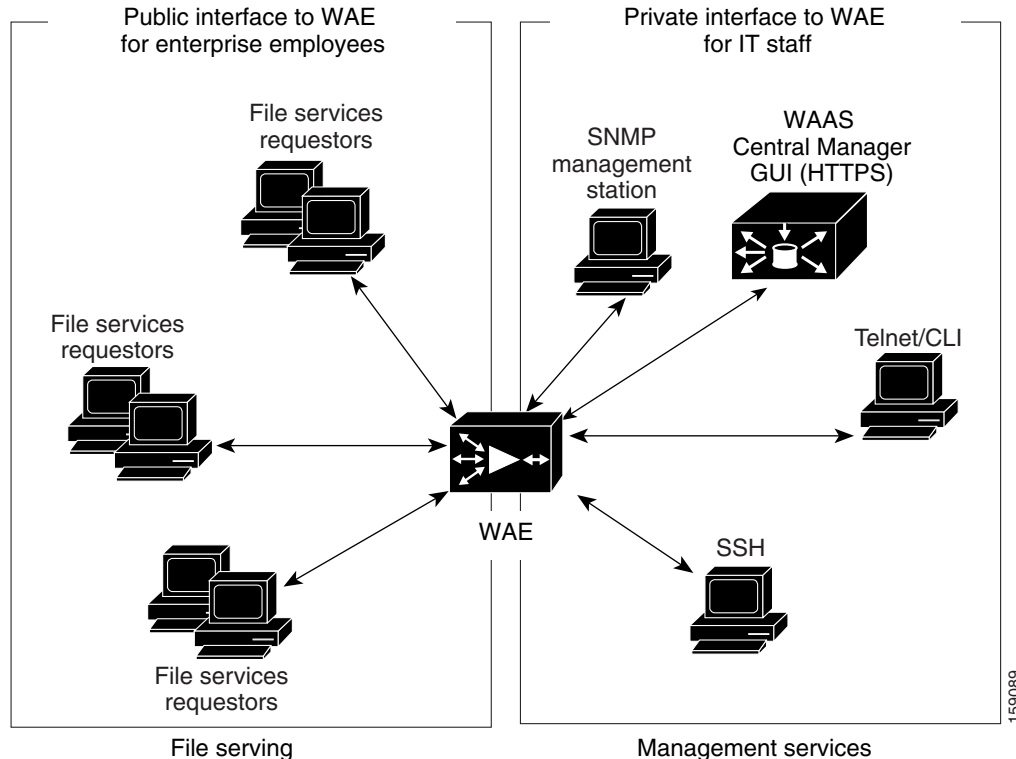 Public interface to WAE
for enterprise employees
Private interface to WAE
for IT staff
File services
requestors
SNMP
management
station
WAAS
Central Manager
GUI (HTTPS)
File services
requestors
Telnet/CLI
WAE
SSH
File services
requestors
159089
File serving
Management services